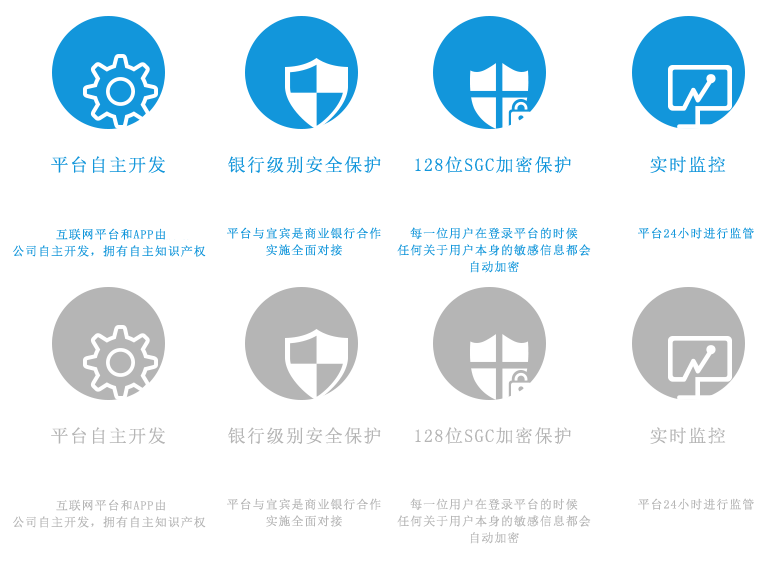 平台自主开发
银行级别安全保护
128位SGC加密保护
实时监控
互联网平台和APP由
公司自主开发，拥有自主知识产权
平台与宜宾是商业银行合作
实施全面对接
每一位用户在登录平台的时候
任何关于用户本身的敏感信息都会
自动加密
平台24小时进行监管
平台自主开发
银行级别安全保护
128位SGC加密保护
实时监控
互联网平台和APP由
公司自主开发，拥有自主知识产权
平台与宜宾是商业银行合作
实施全面对接
每一位用户在登录平台的时候
任何关于用户本身的敏感信息都会
自动加密
平台24小时进行监管